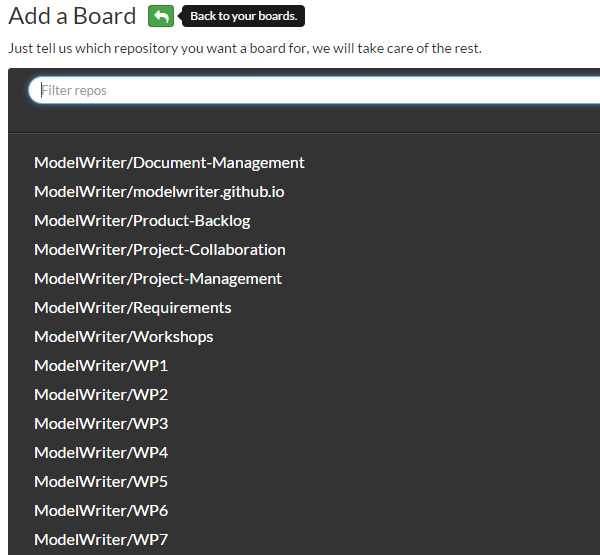 Add a Board Back to your boards.
Just tell us which repository you want a board for, we will take care of the rest.
Filter repos
ModelWriter/Document-Management
ModelWriter/modelwriter.github.io
ModelWriter/Product-Backlog
ModelWriter/Project-Collaboration
ModelWriter/Project-Management
ModelWriter/Requirements
ModelWriter/Workshops
ModelWriter/WP1
ModelWriter/WP2
ModelWriter/WP3
ModelWriter/WP4
ModelWriter/WP5
ModelWriter/WP6
ModelWriter/WP7